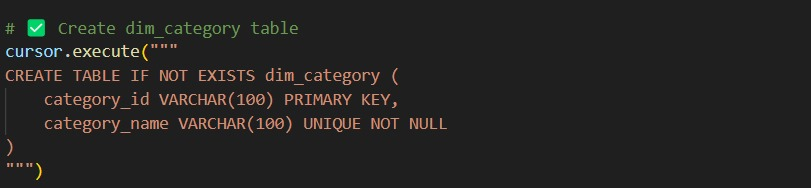 # ✅ Create dim_category table
cursor.execute("""
CREATE TABLE IF NOT EXISTS dim_category (
    category_id VARCHAR(100) PRIMARY KEY,
    category_name VARCHAR(100) UNIQUE NOT NULL
)
""")